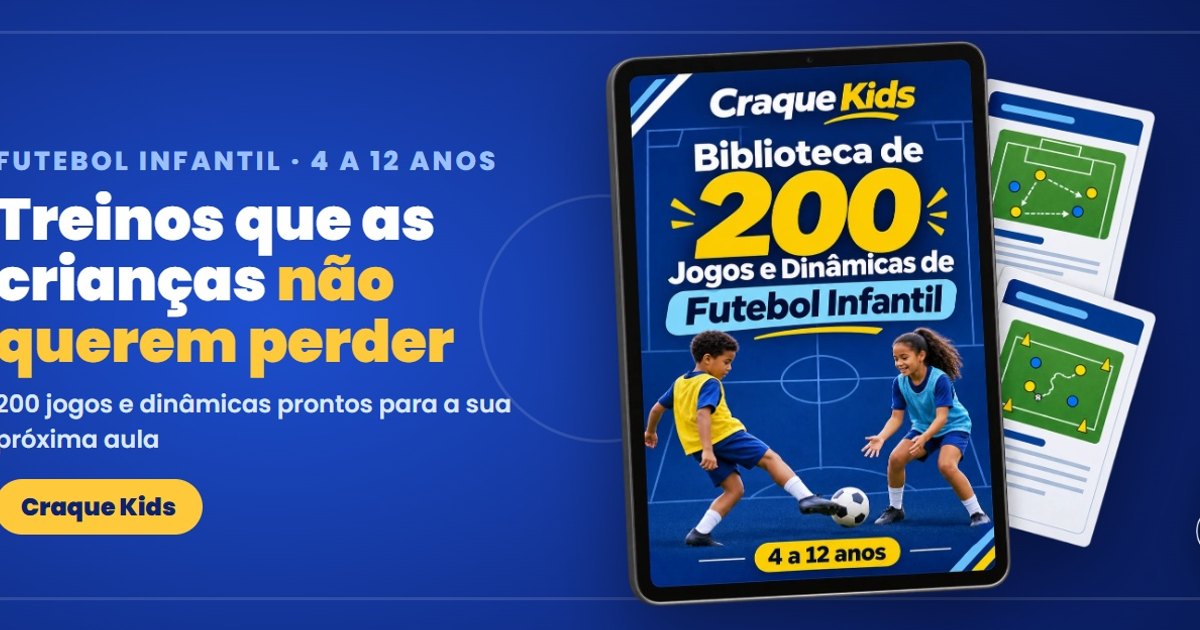 FUTEBOL INFANTIL · 4 A 12 ANOS
Treinos que as
crianças não
querem perder
200 jogos e dinâmicas prontos para a sua
próxima aula
Craque Kids
Craque Kids
Biblioteca de
200
Jogos e Dinâmicas de
Futebol Infantil
4 a 12 anos